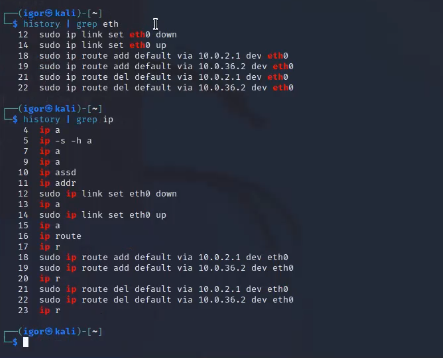 ┌──(igor㉿kali)-[~]
└─$ history | grep eth
12 sudo ip link set eth0 down
14 sudo ip link set eth0 up
18 sudo ip route add default via 10.0.2.1 dev eth0
19 sudo ip route add default via 10.0.36.2 dev eth0
21 sudo ip route del default via 10.0.2.1 dev eth0
22 sudo ip route del default via 10.0.36.2 dev eth0
┌──(igor㉿kali)-[~]
└─$ history | grep ip
4 ip a
5 ip -s -h a
7 ip a
9 ip a
10 ip assd
11 ip addr
12 sudo ip link set eth0 down
13 ip a
14 sudo ip link set eth0 up
15 ip a
16 ip route
17 ip r
18 sudo ip route add default via 10.0.2.1 dev eth0
19 sudo ip route add default via 10.0.36.2 dev eth0
20 ip r
21 sudo ip route del default via 10.0.2.1 dev eth0
22 sudo ip route del default via 10.0.36.2 dev eth0
23 ip r
┌──(igor㉿kali)-[~]
└─$